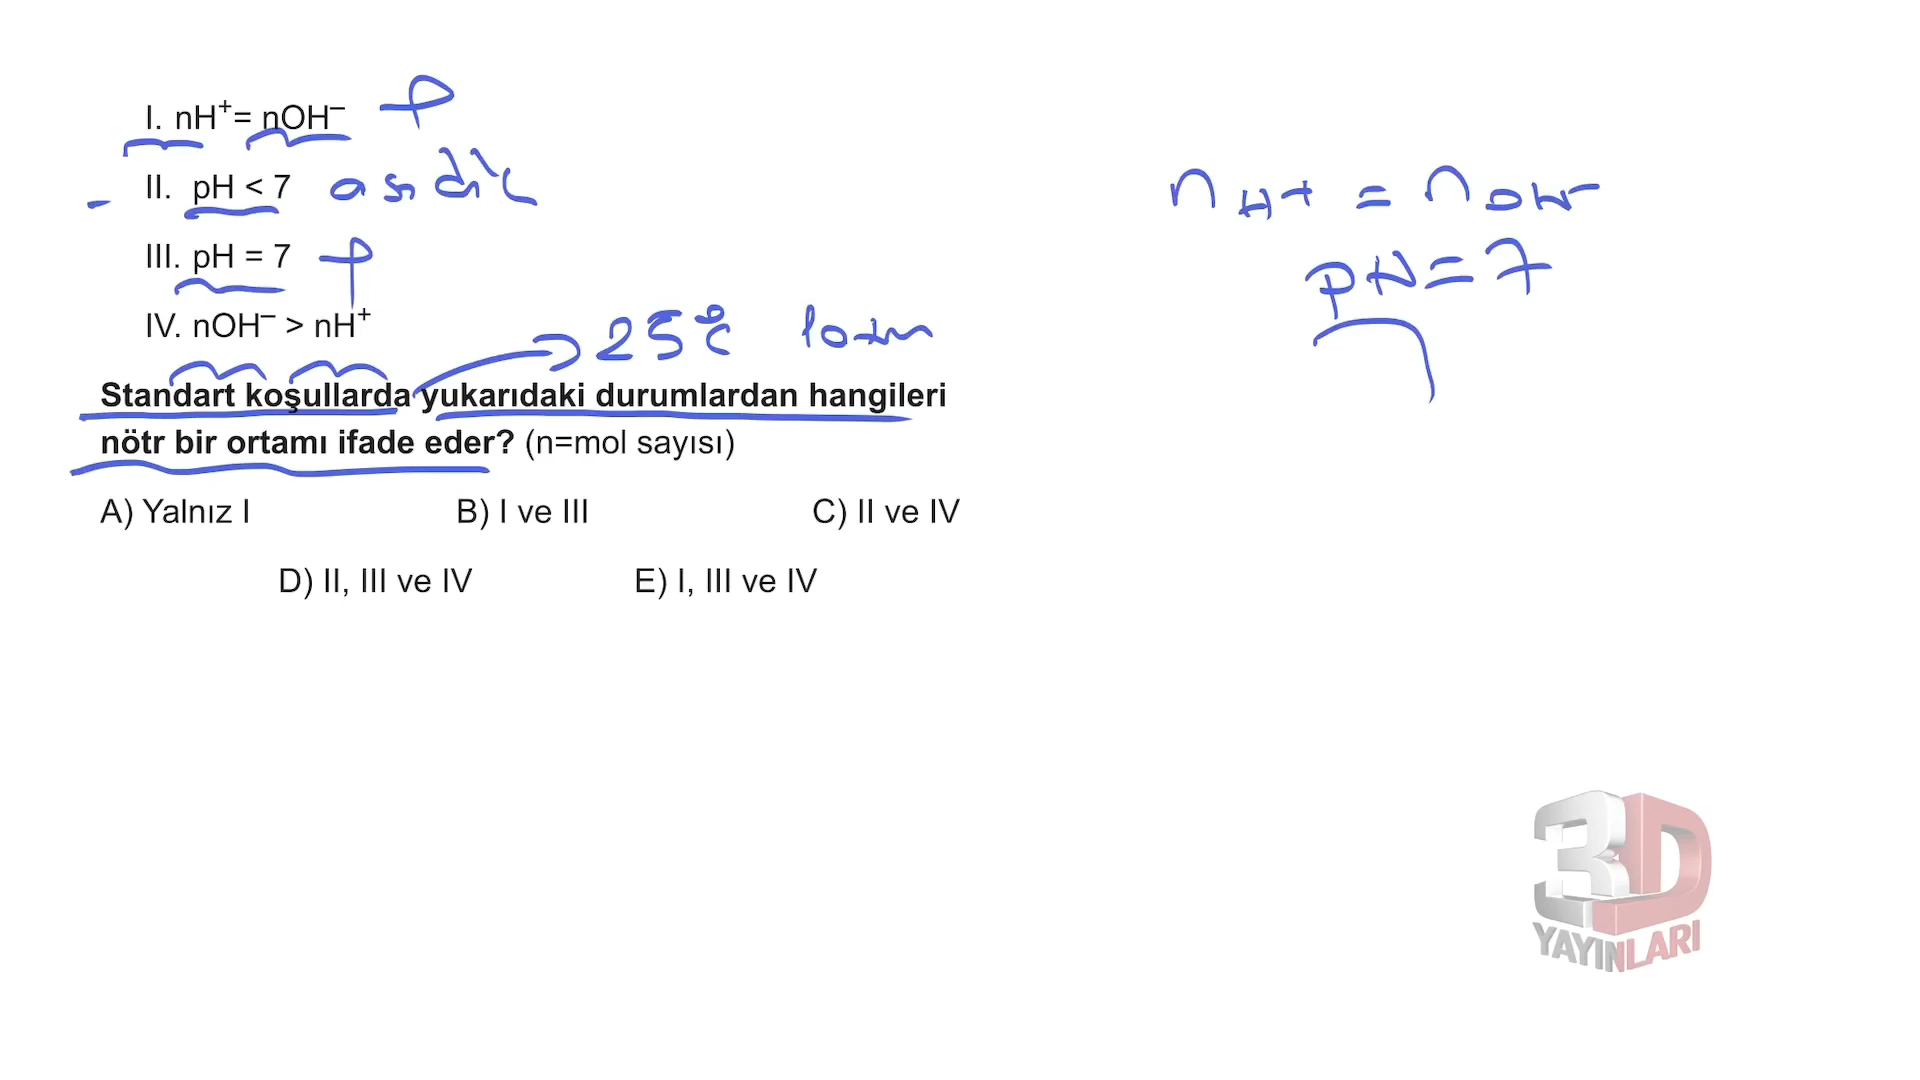 I. nH⁺= nOH⁻
II. pH < 7 asidik
III. pH = 7
IV. nOH⁻ > nH⁺
25°C 1 atm
Standart koşullarda yukarıdaki durumlardan hangileri
nötr bir ortamı ifade eder? (n=mol sayısı)
A) Yalnız I B) I ve III C) II ve IV
D) II, III ve IV E) I, III ve IV
nH+ = nOH-
pH=7
3D
YAYINLARI